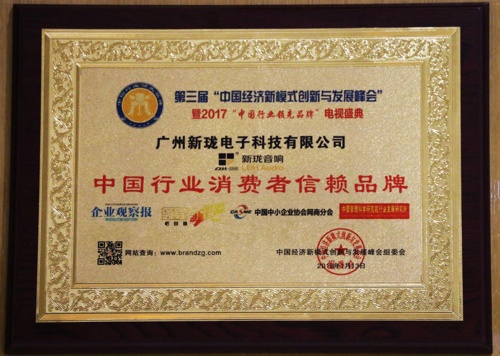 第三届“中国经济新模式创新与发展峰会”
暨2017“中国行业领先品牌”电视盛典
广州新珑电子科技有限公司
新珑音响
中国行业消费者信赖品牌
企业观察报
中国中小企业协会网商分会
网站查询：www.brandzg.com
中国经济新模式创新与发展峰会组委会